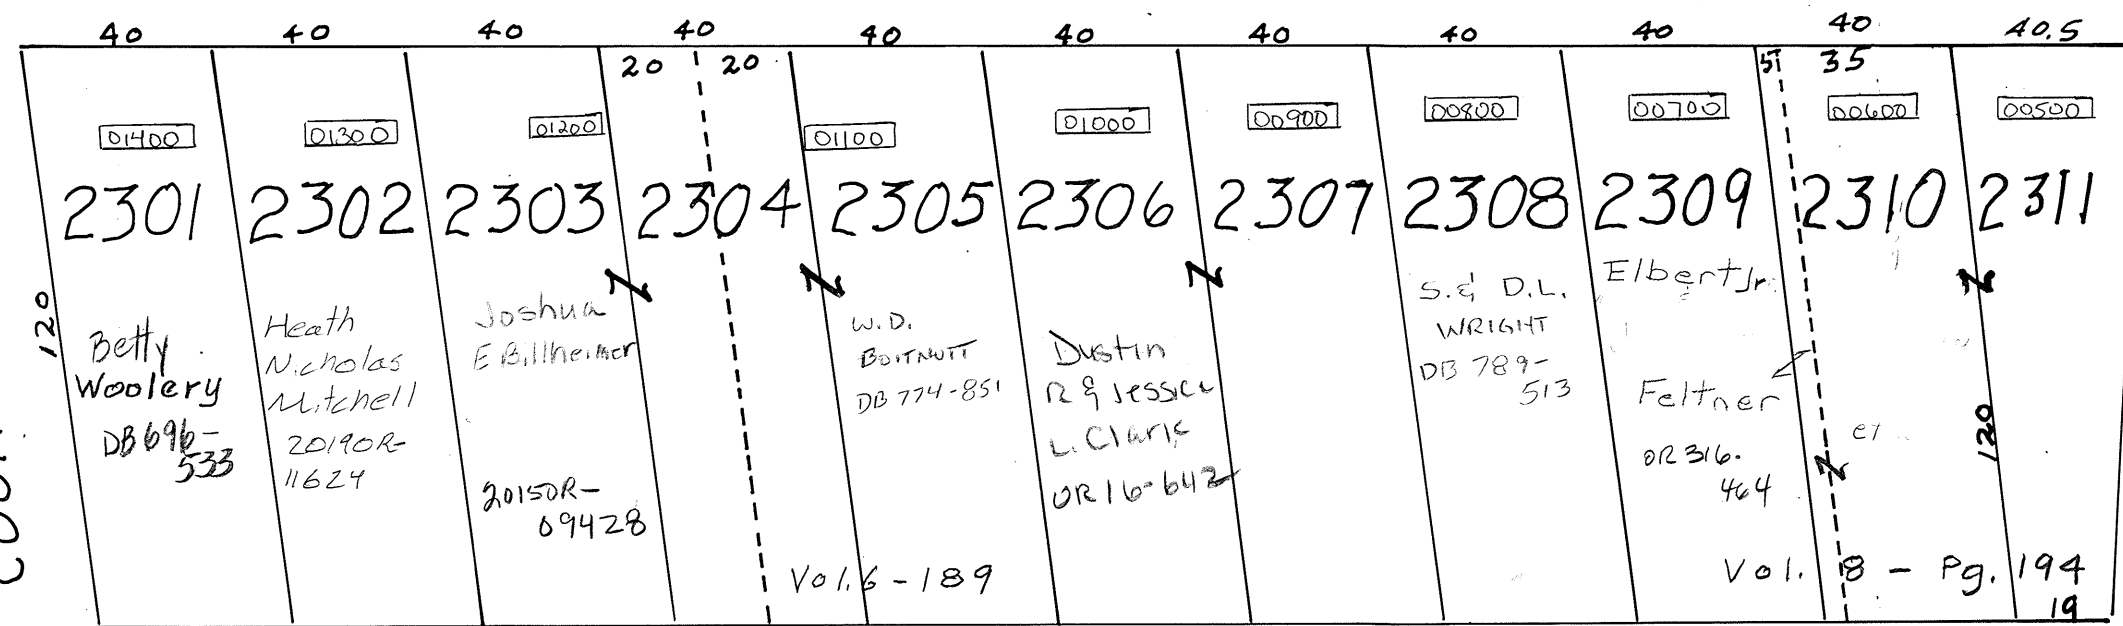 40 40 40 40 40 40 40 40 40 40 40.5
20 20 5 35
01400 01300 01200 01100 01000 00900 00800 00700 00600 00500
2301 2302 2303 2304 2305 2306 2307 2308 2309 2310 2311
120
Betty
Woolery
DB 696-
533
Heath
Nicholas
Mitchell
2019OR-
11624
Joshua
E Billheimer
2015OR-
09428
W.D.
BOITNUTT
DB 774-851
Dustin
R & Jessica
L. Clark
OR 16-642
S. & D.L.
WRIGHT
DB 789-
513
Elbert Jr.
Feltner
OR 316-
464
120
Vol. 6 - 189
Vol. 8 - Pg. 194
19